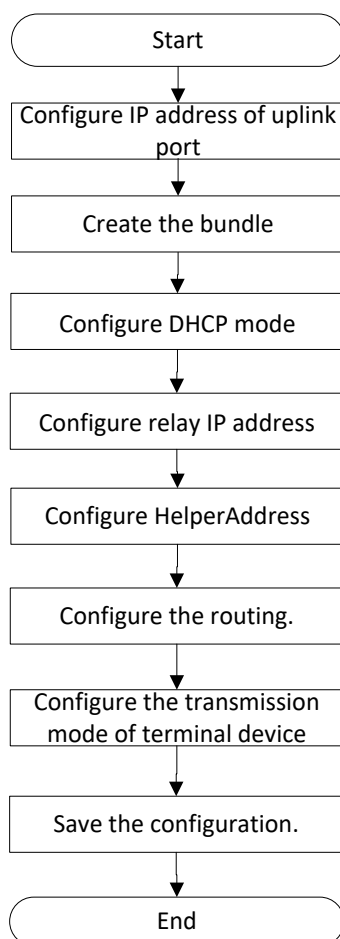 Start
Configure IP address of uplink
port
Create the bundle
Configure DHCP mode
Configure relay IP address
Configure HelperAddress
Configure the routing.
Configure the transmission
mode of terminal device
Save the configuration.
End